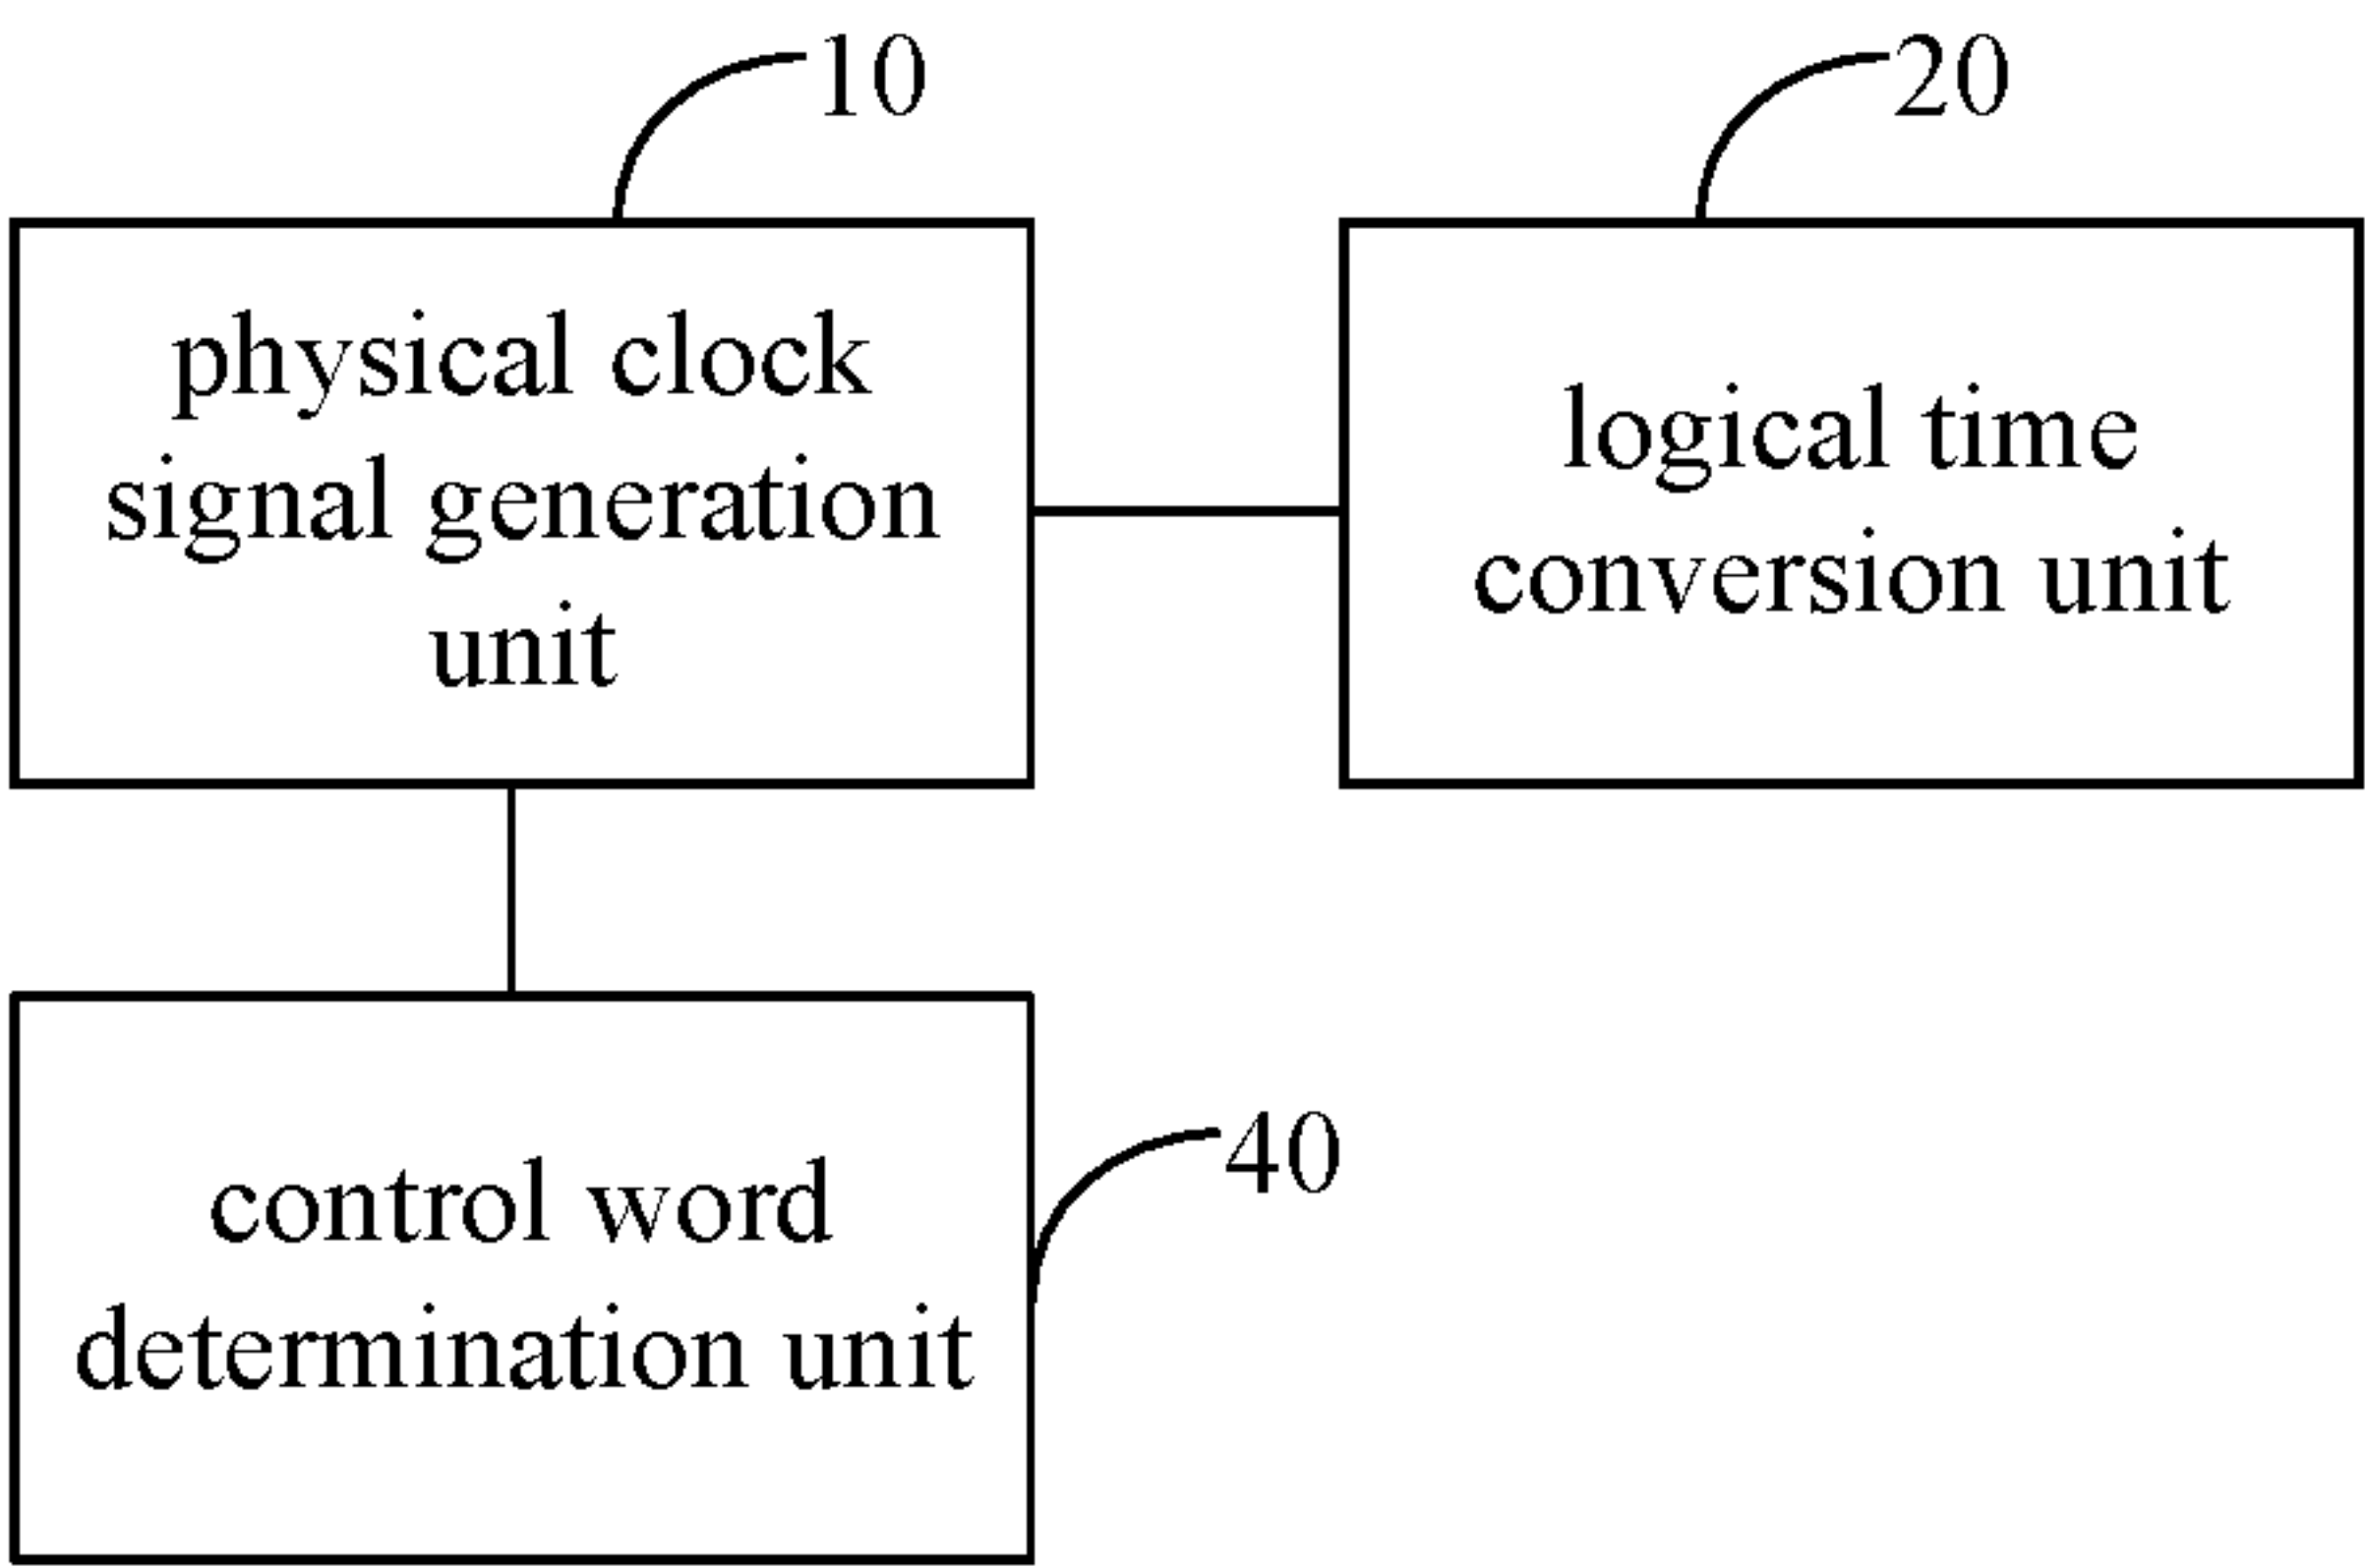 10
20
physical clock
signal generation
unit
logical time
conversion unit
40
control word
determination unit